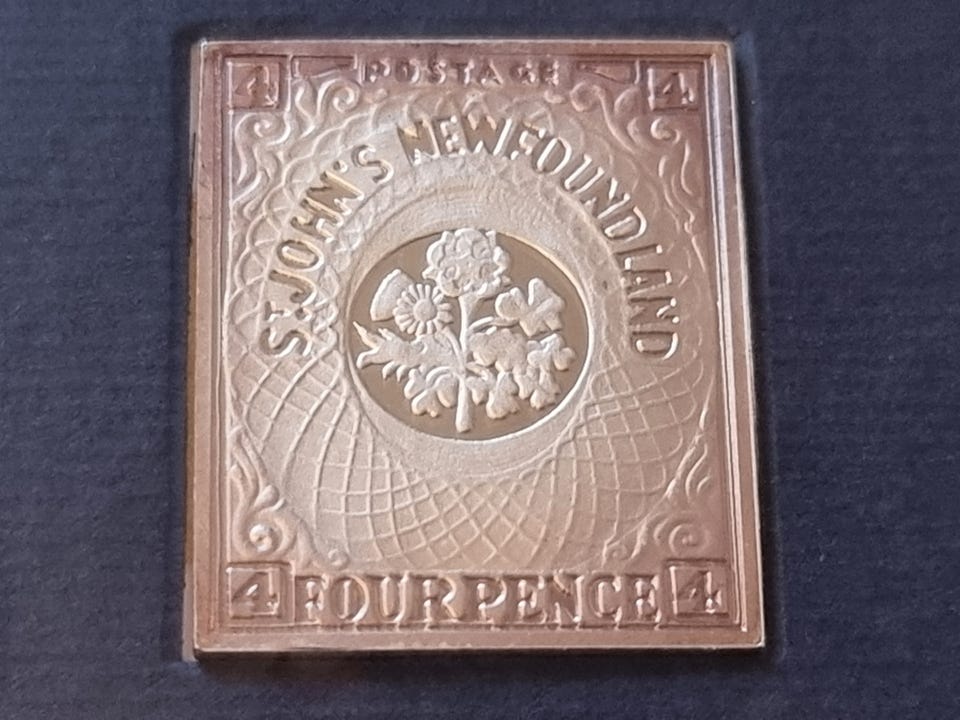 4 POSTAGE 4
ST. JOHN'S NEWFOUNDLAND
4 FOUR PENCE 4